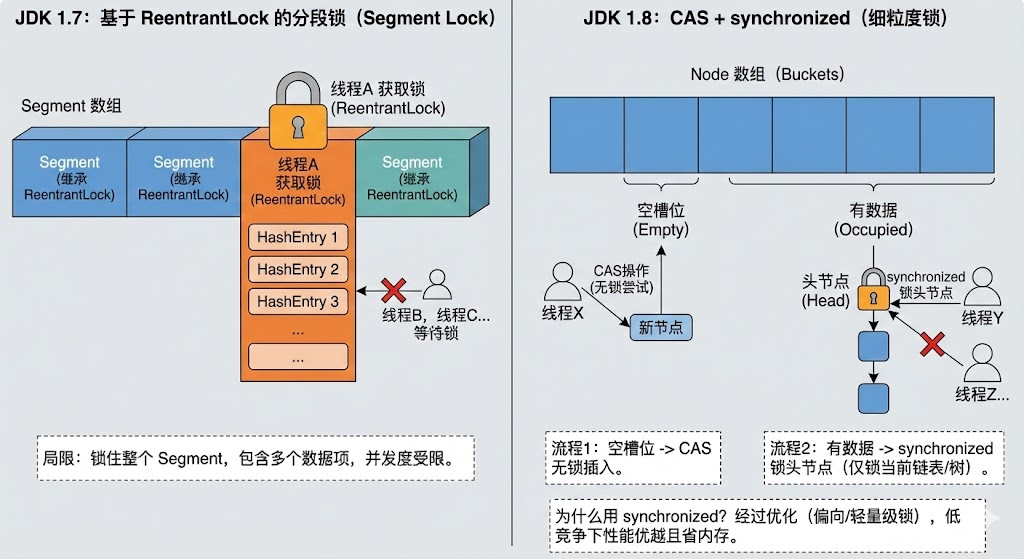 JDK 1.7：基于 ReentrantLock 的分段锁（Segment Lock）
Segment 数组
线程A 获取锁
(ReentrantLock)
Segment
(继承
ReentrantLock)
Segment
(继承
ReentrantLock)
线程A
获取锁
(ReentrantLock)
Segment
(继承
ReentrantLock)
HashEntry 1
HashEntry 2
HashEntry 3
...
...
线程B，线程C...
等待锁
局限：锁住整个 Segment，包含多个数据项，并发度受限。
JDK 1.8：CAS + synchronized（细粒度锁）
Node 数组（Buckets）
空槽位
(Empty)
有数据
(Occupied)
CAS操作
(无锁尝试)
线程X
新节点
头节点
(Head)
synchronized
锁头节点
线程Y
线程Z...
流程1：空槽位 -> CAS
无锁插入。
流程2：有数据 -> synchronized
锁头节点（仅锁当前链表/树）。
为什么用 synchronized？经过优化（偏向/轻量级锁），低
竞争下性能优越且省内存。